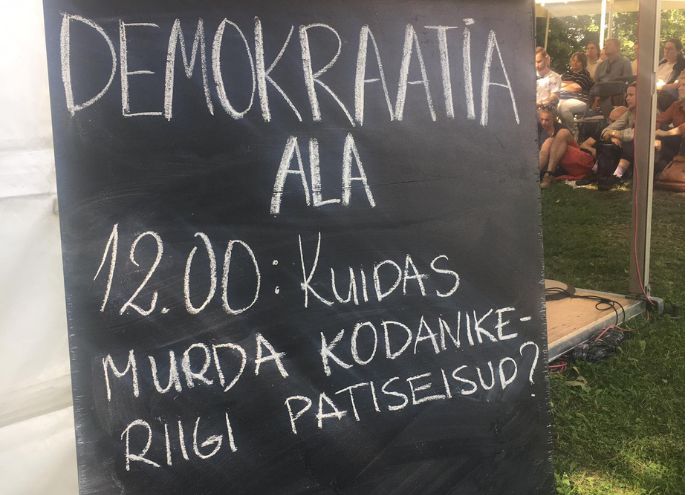 DEMOKRAATIA
ALA
12.00: KUIDAS
MURDA KODANIKE-
RIIGI PATISEISUD?